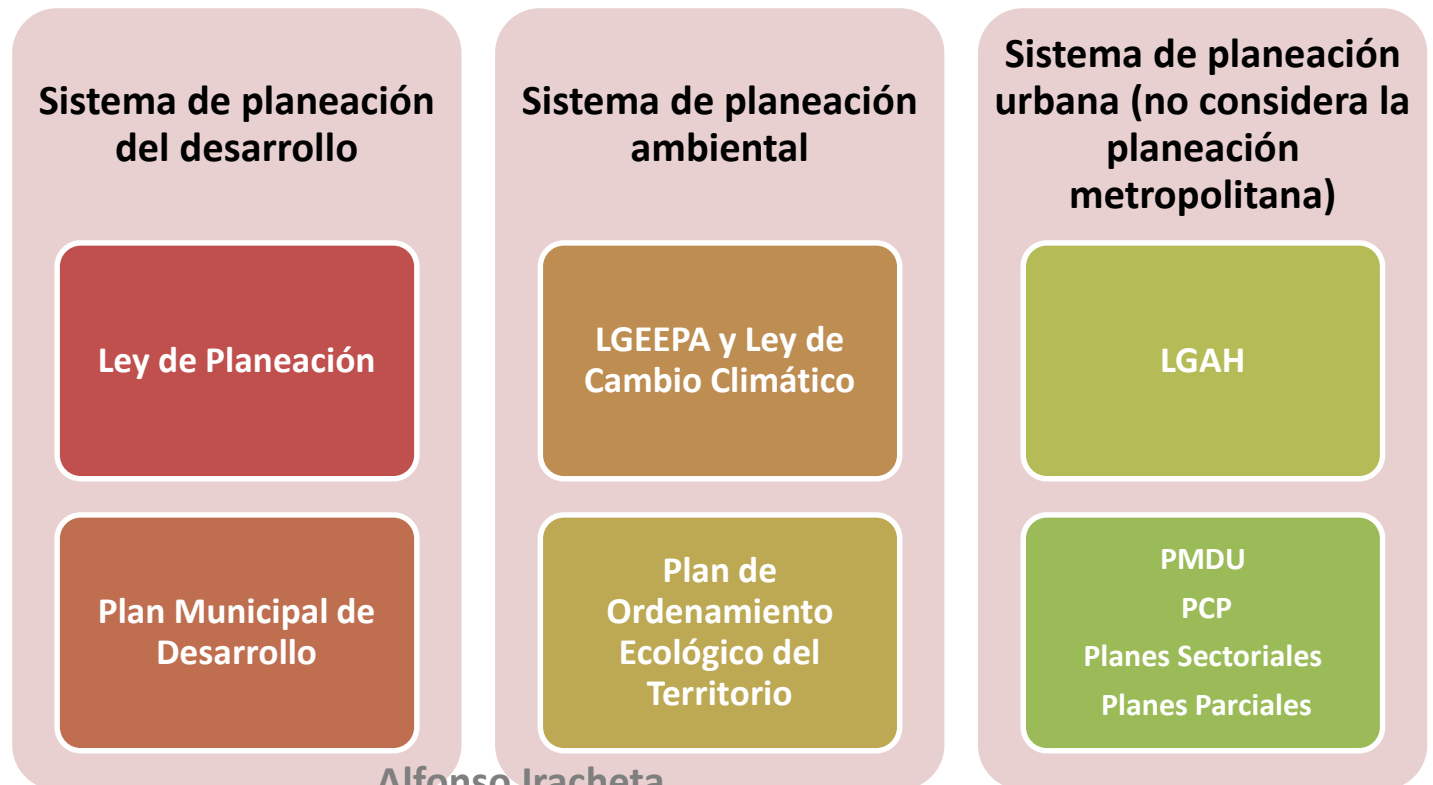 Sistema de planeación
del desarrollo
Ley de Planeación
Plan Municipal de
Desarrollo
Sistema de planeación
ambiental
LGEEPA y Ley de
Cambio Climático
Plan de
Ordenamiento
Ecológico del
Territorio
Sistema de planeación
urbana (no considera la
planeación
metropolitana)
LGAH
PMDU
PCP
Planes Sectoriales
Planes Parciales
Alfonso Iracheta